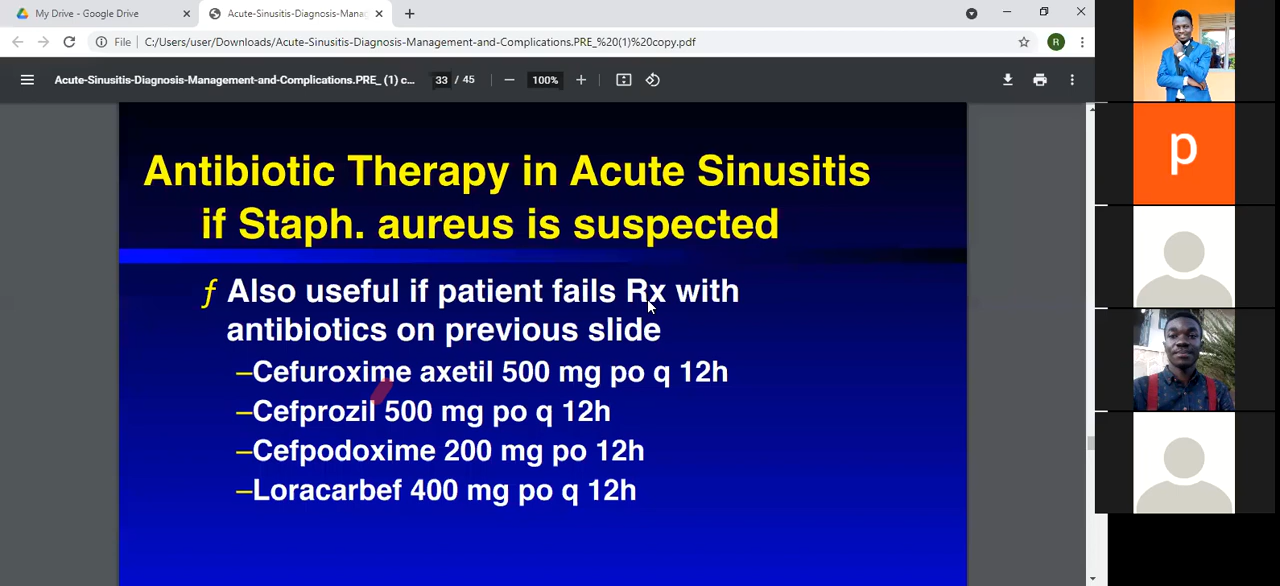 My Drive - Google Drive
Acute-Sinusitis-Diagnosis-Mana
File C:/Users/user/Downloads/Acute-Sinusitis-Diagnosis-Management-and-Complications.PRE_%20(1)%20copy.pdf
R
Acute-Sinusitis-Diagnosis-Management-and-Complications.PRE_ (1) c... 33 / 45 100%
Antibiotic Therapy in Acute Sinusitis
if Staph. aureus is suspected
ƒ Also useful if patient fails Rx with
antibiotics on previous slide
–Cefuroxime axetil 500 mg po q 12h
–Cefprozil 500 mg po q 12h
–Cefpodoxime 200 mg po 12h
–Loracarbef 400 mg po q 12h
p